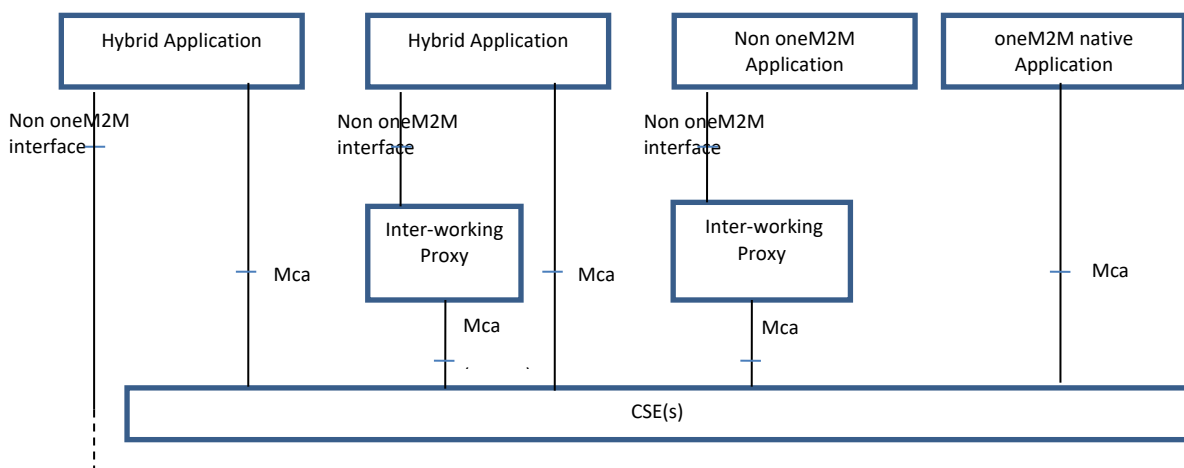 Hybrid Application
Hybrid Application
Non oneM2M
Application
oneM2M native
Application
Non oneM2M
interface
Non oneM2M
interface
Non oneM2M
interface
Inter-working
Proxy
Inter-working
Proxy
Mca
Mca
Mca
Mca
Mca
CSE(s)